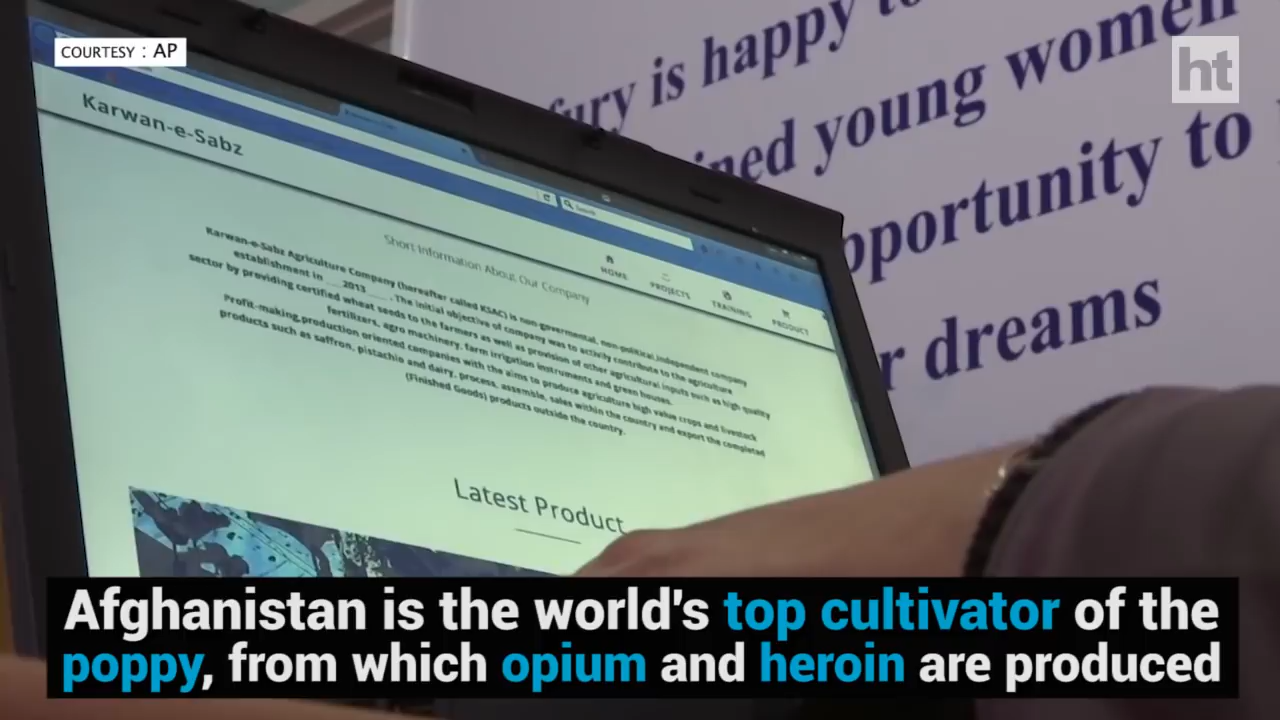 COURTESY : AP
ht
fury is happy to
ned young women
pportunity to
r dreams
Karwan-e-Sabz
Search
HOME
PROJECTS
TRAINING
PRODUCT
Short Information About Our Company
Karwan-e-Sabz Agriculture Company (hereafter called KSAC) is non-governmental, non-political,independent company
establishment in __2013____. The initial objective of company was to activity contribute to the agriculture
sector by providing certified wheat seeds to the farmers as well as provision of other agricultural inputs such as high quality
fertilizers, agro machinery, farm irrigation instruments and green houses.
Profit-making,production oriented companies with the aims to produce agriculture high value crops and livestock
products such as saffron, pistachio and dairy, process, assemble, sales within the country and export the completed
(Finished Goods) products outside the country.
Latest Product
Afghanistan is the world's top cultivator of the
poppy, from which opium and heroin are produced